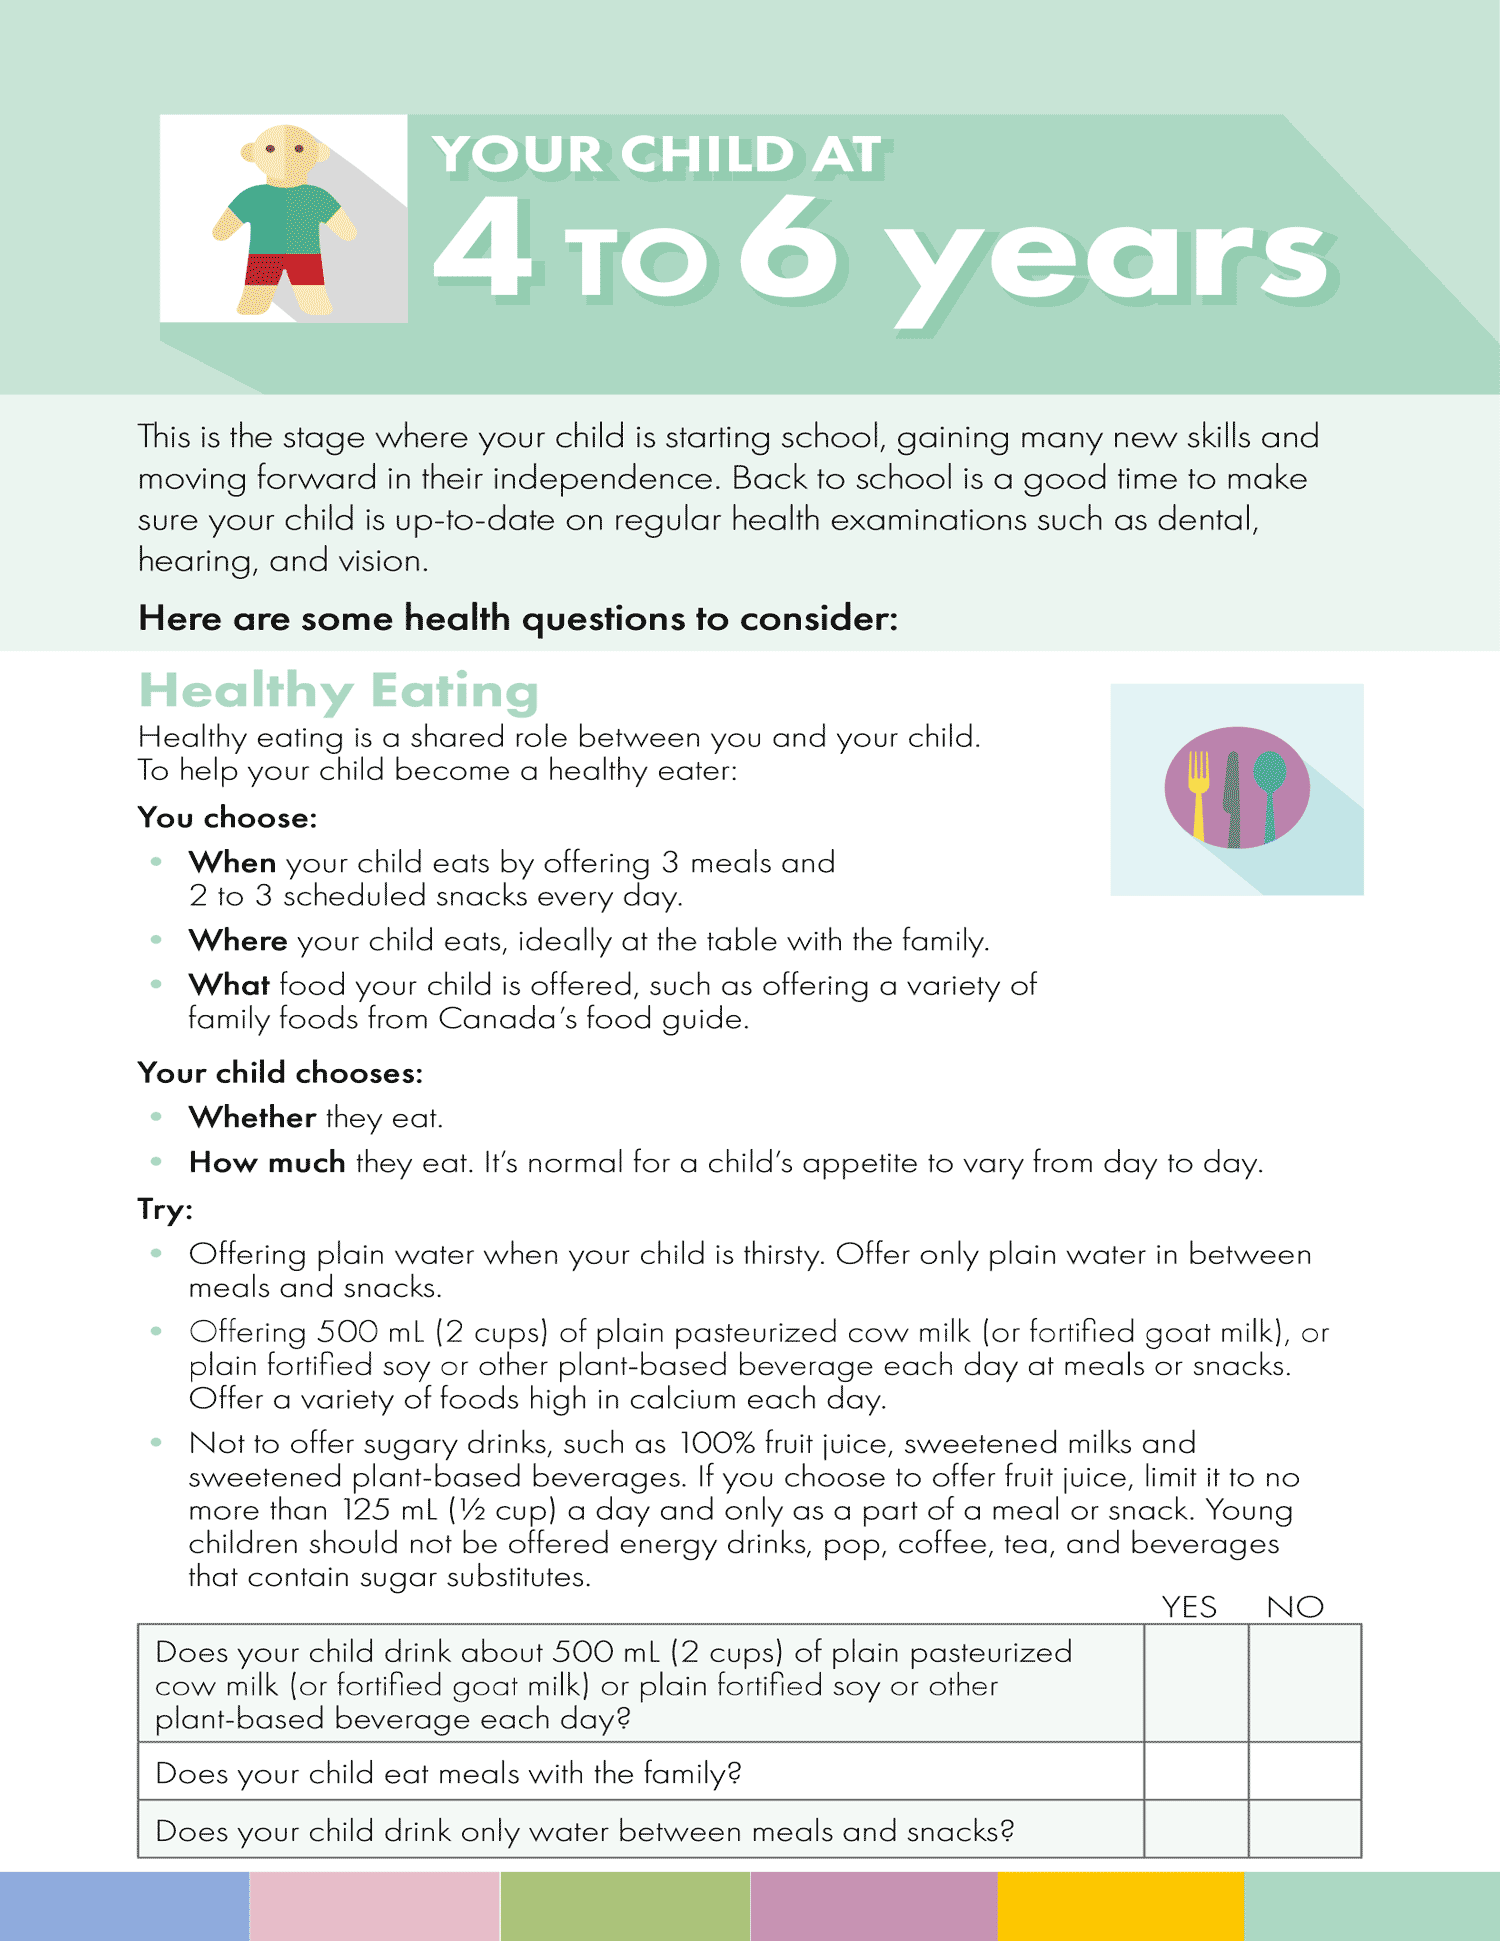 YOUR CHILD AT
4 TO 6 years
This is the stage where your child is starting school, gaining many new skills and
moving forward in their independence. Back to school is a good time to make
sure your child is up-to-date on regular health examinations such as dental,
hearing, and vision.
Here are some health questions to consider:
Healthy Eating
Healthy eating is a shared role between you and your child.
To help your child become a healthy eater:
You choose:
• When your child eats by offering 3 meals and
2 to 3 scheduled snacks every day.
• Where your child eats, ideally at the table with the family.
• What food your child is offered, such as offering a variety of
family foods from Canada's food guide.
Your child chooses:
• Whether they eat.
• How much they eat. It's normal for a child's appetite to vary from day to day.
Try:
• Offering plain water when your child is thirsty. Offer only plain water in between
meals and snacks.
• Offering 500 mL (2 cups) of plain pasteurized cow milk (or fortified goat milk), or
plain fortified soy or other plant-based beverage each day at meals or snacks.
Offer a variety of foods high in calcium each day.
• Not to offer sugary drinks, such as 100% fruit juice, sweetened milks and
sweetened plant-based beverages. If you choose to offer fruit juice, limit it to no
more than 125 mL (½ cup) a day and only as a part of a meal or snack. Young
children should not be offered energy drinks, pop, coffee, tea, and beverages
that contain sugar substitutes.
YES NO
Does your child drink about 500 mL (2 cups) of plain pasteurized
cow milk (or fortified goat milk) or plain fortified soy or other
plant-based beverage each day?
Does your child eat meals with the family?
Does your child drink only water between meals and snacks?